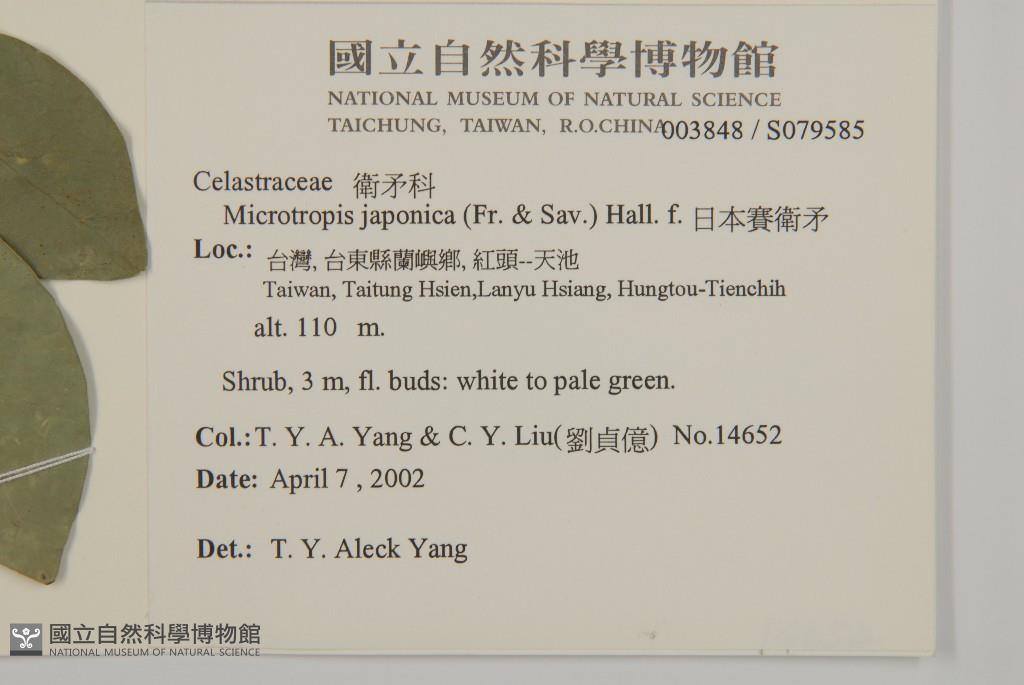 國立自然科學博物館
NATIONAL MUSEUM OF NATURAL SCIENCE
TAICHUNG, TAIWAN, R.O.CHINA 003848 / S079585
Celastraceae 衛矛科
Microtropis japonica (Fr. & Sav.) Hall. f. 日本賽衛矛
Loc.: 台灣, 台東縣蘭嶼鄉, 紅頭--天池
Taiwan, Taitung Hsien,Lanyu Hsiang, Hungtou-Tienchih
alt. 110 m.
Shrub, 3 m, fl. buds: white to pale green.
Col.: T. Y. A. Yang & C. Y. Liu(劉貞億) No.14652
Date: April 7 , 2002
Det.: T. Y. Aleck Yang
國立自然科學博物館
NATIONAL MUSEUM OF NATURAL SCIENCE